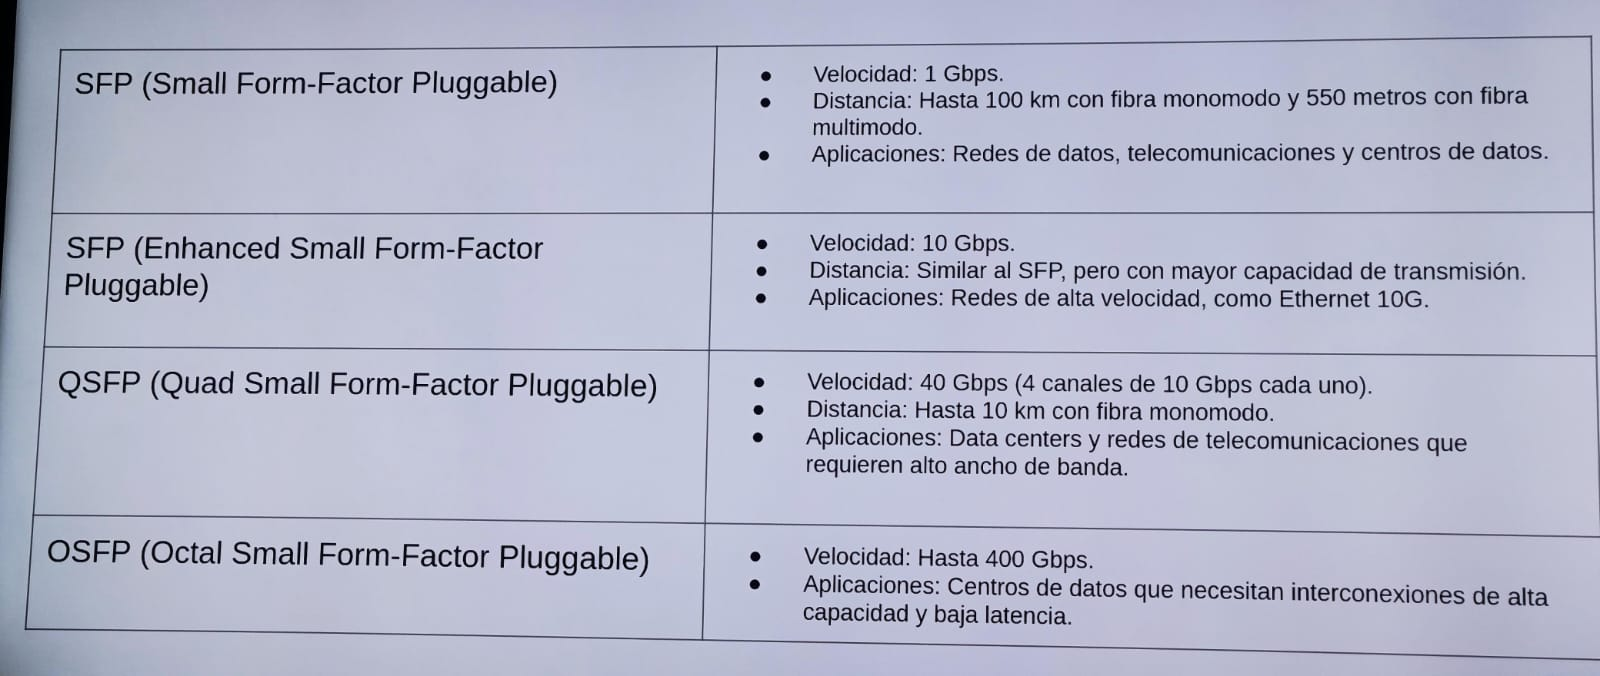 SFP (Small Form-Factor Pluggable)
● Velocidad: 1 Gbps.
● Distancia: Hasta 100 km con fibra monomodo y 550 metros con fibra
multimodo.
● Aplicaciones: Redes de datos, telecomunicaciones y centros de datos.
SFP (Enhanced Small Form-Factor
Pluggable)
● Velocidad: 10 Gbps.
● Distancia: Similar al SFP, pero con mayor capacidad de transmisión.
● Aplicaciones: Redes de alta velocidad, como Ethernet 10G.
QSFP (Quad Small Form-Factor Pluggable)
● Velocidad: 40 Gbps (4 canales de 10 Gbps cada uno).
● Distancia: Hasta 10 km con fibra monomodo.
● Aplicaciones: Data centers y redes de telecomunicaciones que
requieren alto ancho de banda.
OSFP (Octal Small Form-Factor Pluggable)
● Velocidad: Hasta 400 Gbps.
● Aplicaciones: Centros de datos que necesitan interconexiones de alta
capacidad y baja latencia.